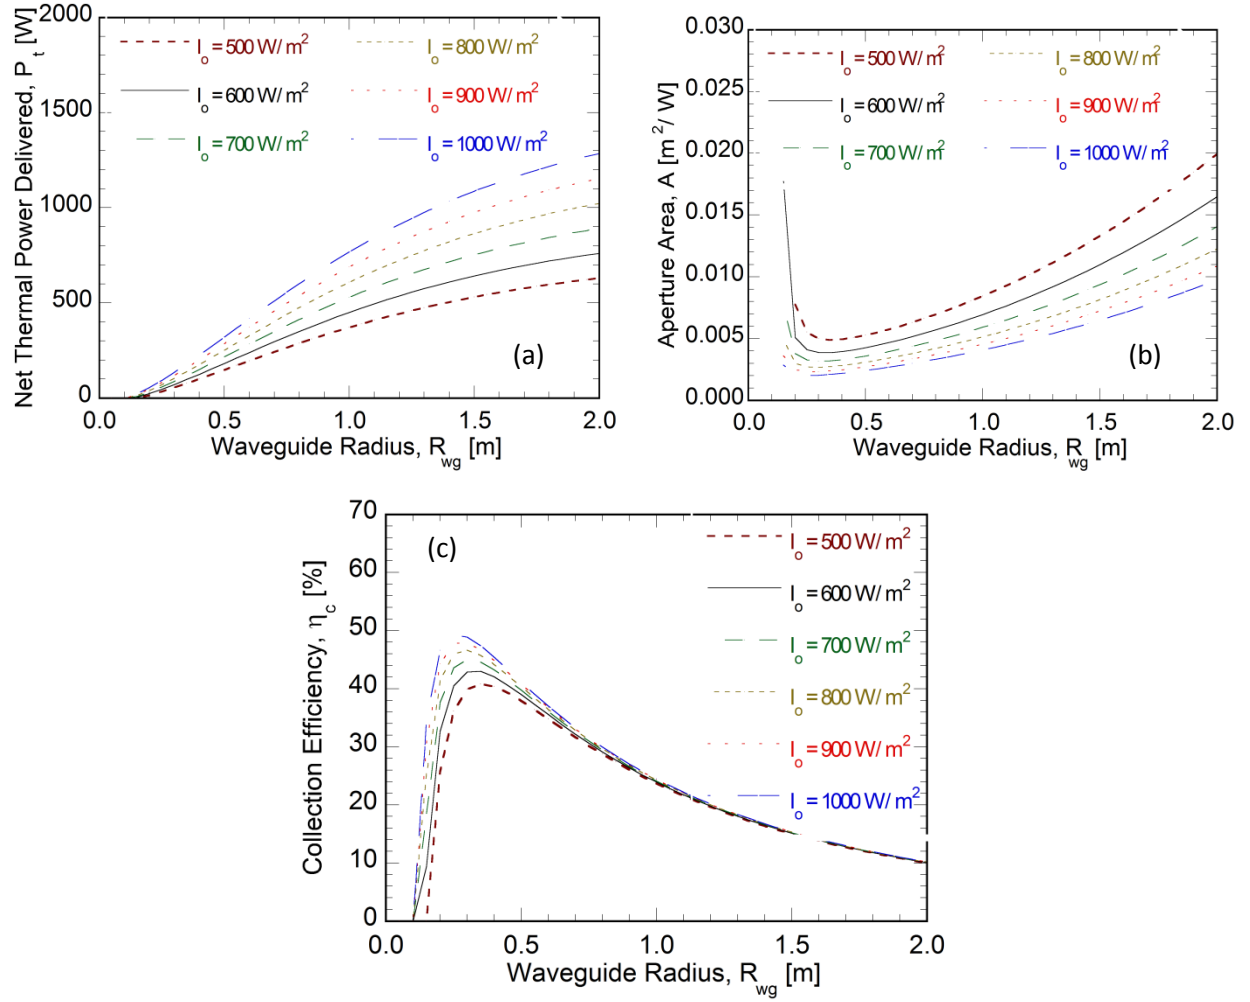 2000
1500
1000
500
0
Net Thermal Power Delivered, P_t [W]
I_o = 500 W/m²
I_o = 600 W/m²
I_o = 700 W/m²
I_o = 800 W/m²
I_o = 900 W/m²
I_o = 1000 W/m²
(a)
0.0 0.5 1.0 1.5 2.0
Waveguide Radius, R_wg [m]
0.030
0.025
0.020
0.015
0.010
0.005
0.000
Aperture Area, A [m²/W]
I_o = 500 W/m²
I_o = 600 W/m²
I_o = 700 W/m²
I_o = 800 W/m²
I_o = 900 W/m²
I_o = 1000 W/m²
(b)
0.0 0.5 1.0 1.5 2.0
Waveguide Radius, R_wg [m]
70
60
50
40
30
20
10
0
Collection Efficiency, η_c [%]
(c)
I_o = 500 W/m²
I_o = 600 W/m²
I_o = 700 W/m²
I_o = 800 W/m²
I_o = 900 W/m²
I_o = 1000 W/m²
0.0 0.5 1.0 1.5 2.0
Waveguide Radius, R_wg [m]